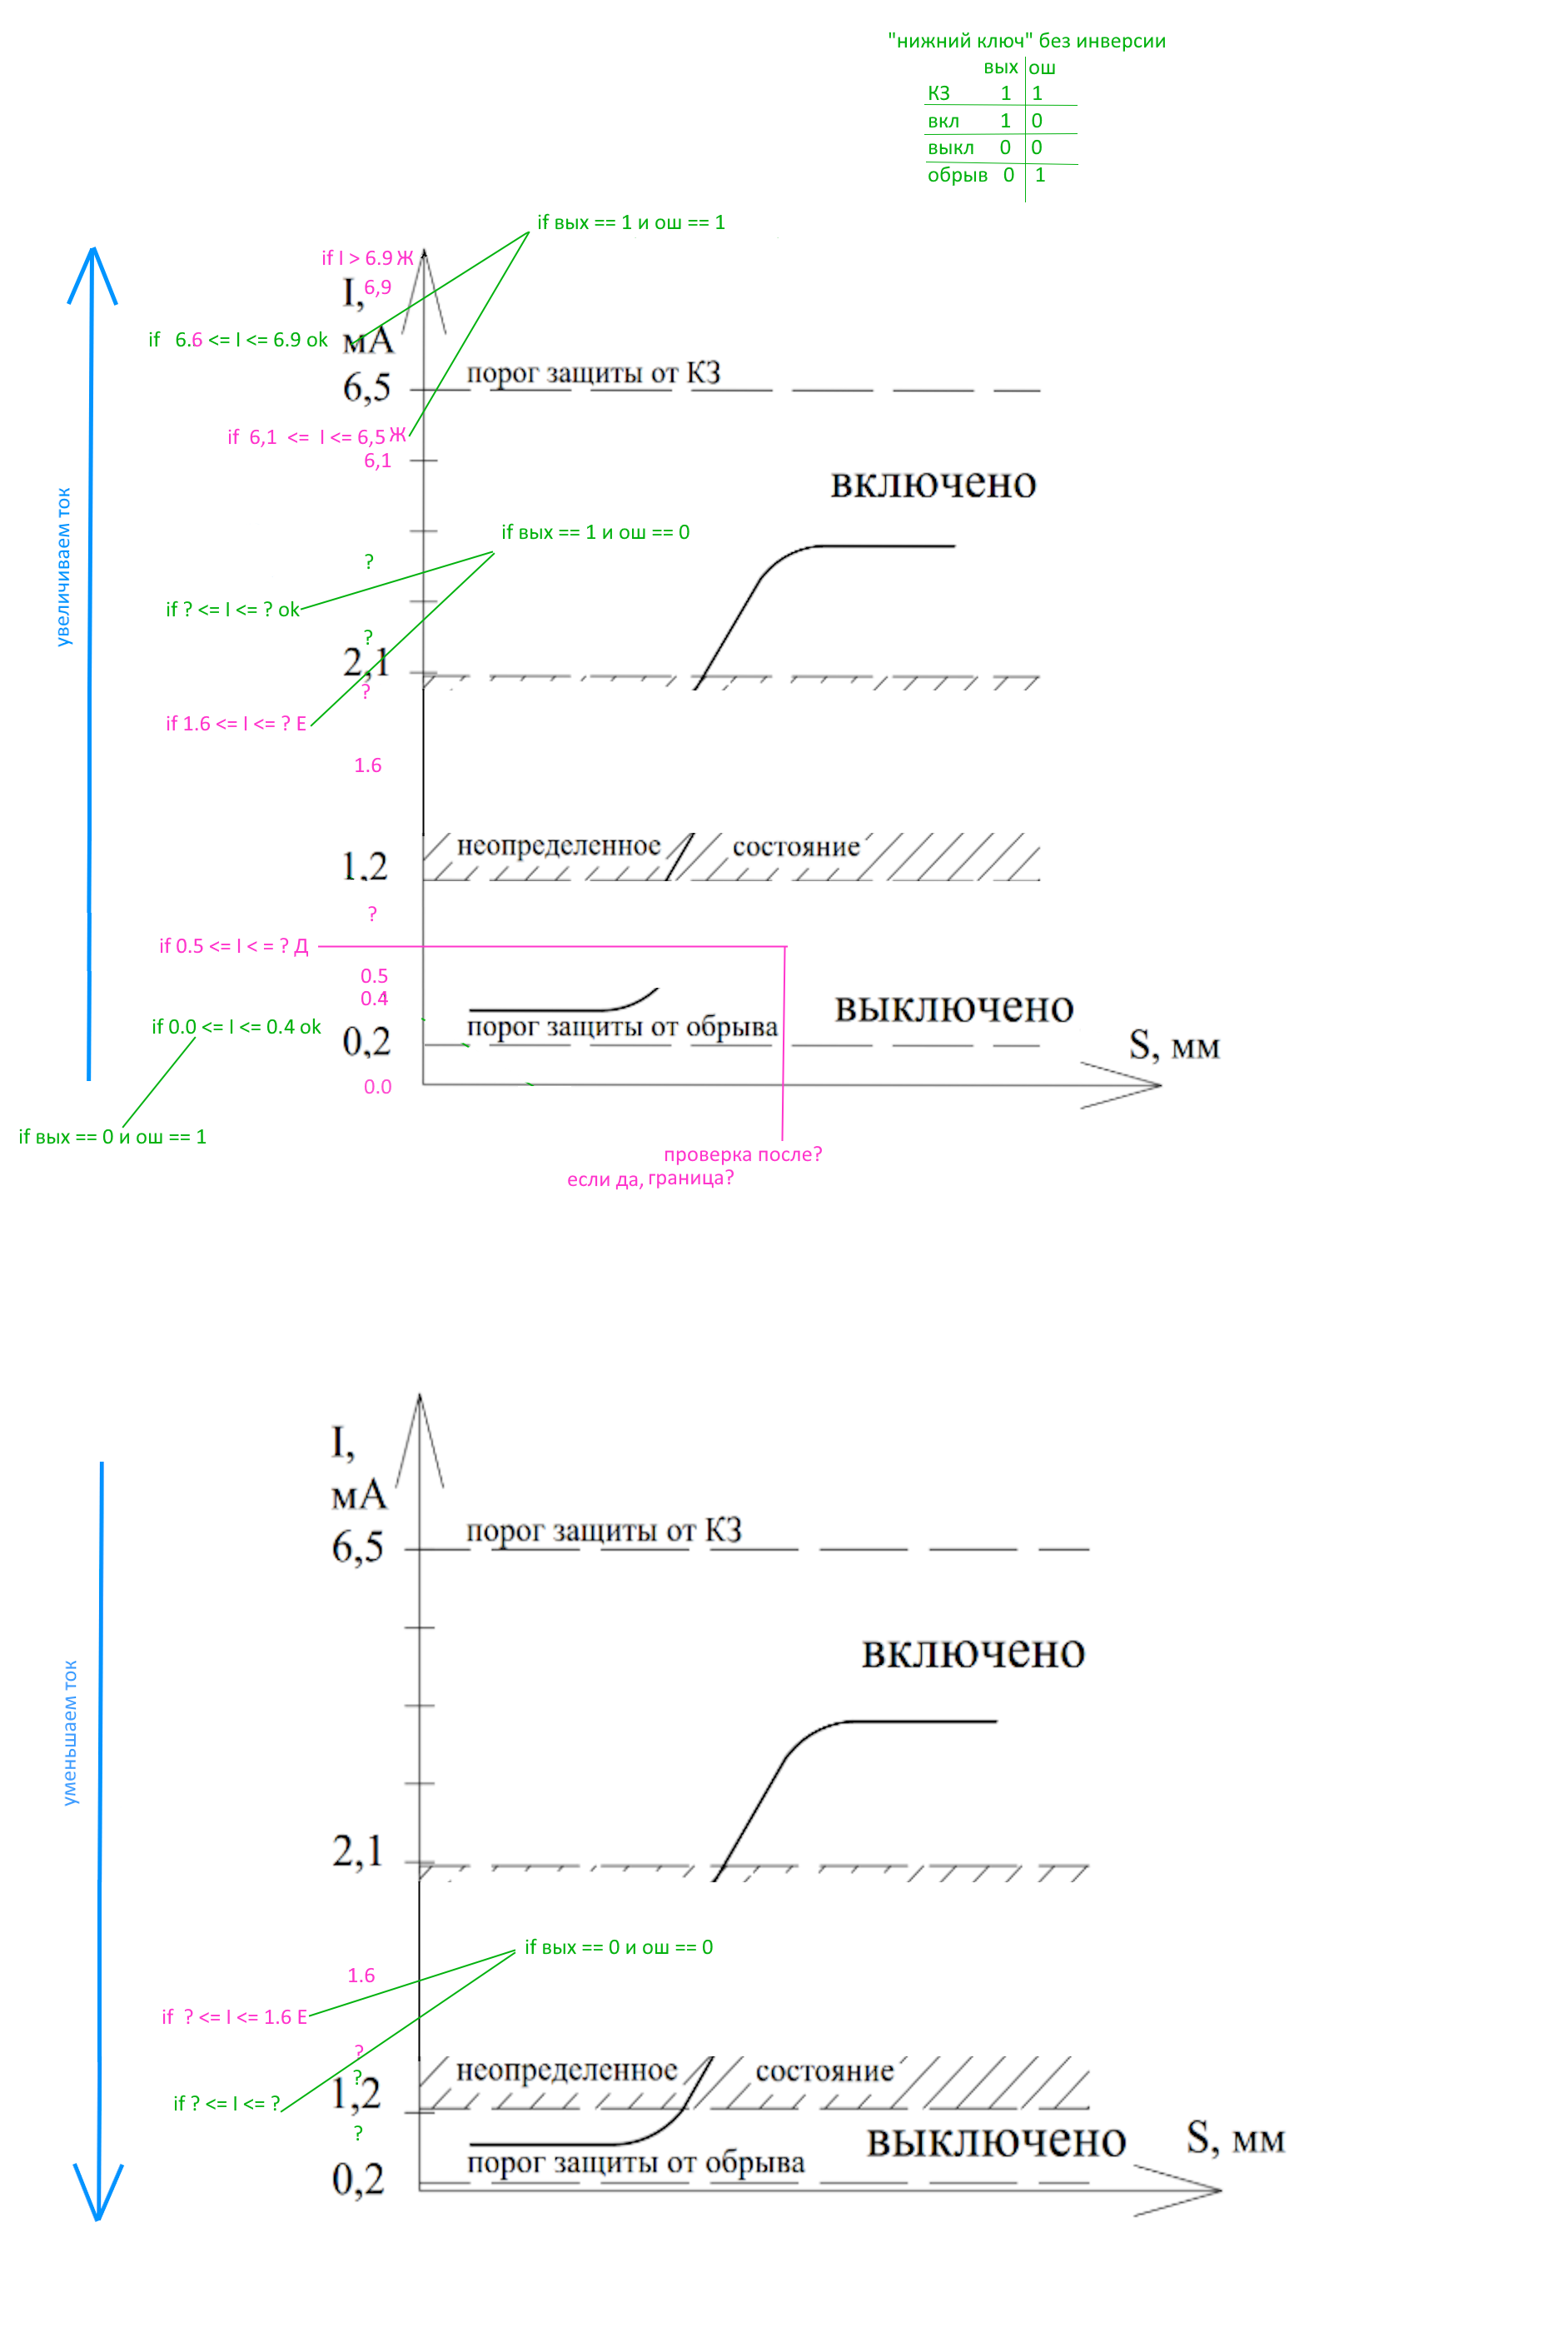 "нижний ключ" без инверсии
вых ош
КЗ 1 1
вкл 1 0
выкл 0 0
обрыв 0 1
if вых == 1 и ош == 1
if I > 6.9 Ж
I, 6,9
if 6.6 <= I <= 6.9 ok
мА
порог защиты от КЗ
6,5
if 6,1 <= I <= 6,5 Ж
6,1
включено
увеличиваем ток
if вых == 1 и ош == 0
?
if ? <= I <= ? ok
?
2,1
?
if 1.6 <= I <= ? Е
1.6
неопределенное состояние
1,2
?
if 0.5 <= I < = ? Д
0.5
0.4
выключено
if 0.0 <= I <= 0.4 ok
порог защиты от обрыва
0,2
S, мм
0.0
if вых == 0 и ош == 1
проверка после?
если да, граница?
I,
мА
порог защиты от КЗ
6,5
включено
уменьшаем ток
2,1
if вых == 0 и ош == 0
1.6
if ? <= I <= 1.6 Е
?
неопределенное состояние
?
1,2
if ? <= I <= ?
?
выключено
S, мм
порог защиты от обрыва
0,2